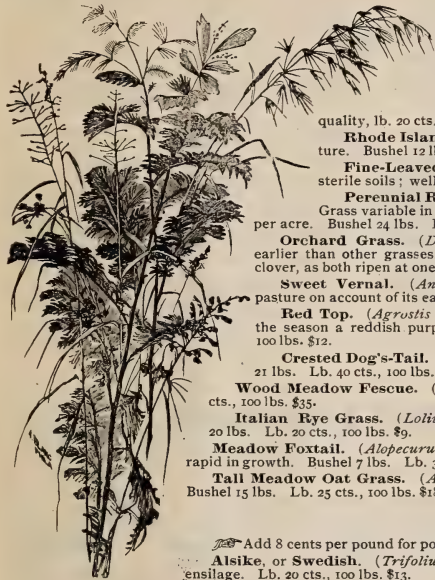 quality, lb. 20 cts.
Rhode Islan
ture. Bushel 12 l
Fine-Leaved
sterile soils; well
Perennial R
Grass variable in
per acre. Bushel 24 lbs.
Orchard Grass. (D
earlier than other grasses
clover, as both ripen at one
Sweet Vernal. (An
pasture on account of its ea
Red Top. (Agrostis
the season a reddish purp
100 lbs. $12.
Crested Dog's-Tail.
21 lbs. Lb. 40 cts., 100 lbs.
Wood Meadow Fescue. (
cts., 100 lbs. $35.
Italian Rye Grass. (Loliu
20 lbs. Lb. 20 cts., 100 lbs. $9.
Meadow Foxtail. (Alopecuru
rapid in growth. Bushel 7 lbs. Lb. 3
Tall Meadow Oat Grass. (A
Bushel 15 lbs. Lb. 25 cts., 100 lbs. $1
Add 8 cents per pound for po
Alsike, or Swedish. (Trifoliu
ensilage. Lb. 20 cts., 100 lbs. $13.